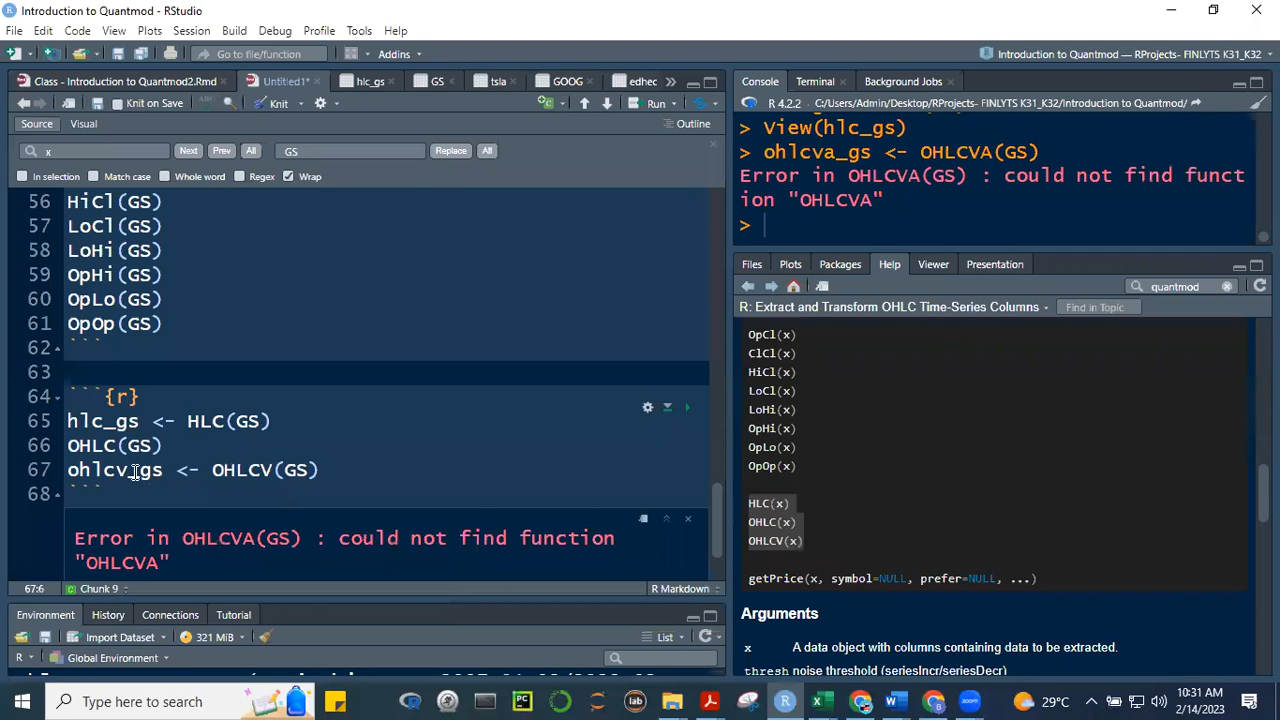 Introduction to Quantmod - RStudio
File Edit Code View Plots Session Build Debug Profile Tools Help
Go to file/function Addins Introduction to Quantmod — RProjects- FINLYTS K31_K32
Class - Introduction to Quantmod2.Rmd Untitled1* hlc_gs GS tsla GOOG edhec
Knit on Save Knit Run
Source Visual Outline
x Next Prev All GS Replace All
In selection Match case Whole word Regex Wrap
56 HiCl(GS)
57 LoCl(GS)
58 LoHi(GS)
59 OpHi(GS)
60 OpLo(GS)
61 OpOp(GS)
62 ```
63
64 ```{r}
65 hlc_gs <- HLC(GS)
66 OHLC(GS)
67 ohlcv_gs <- OHLCV(GS)
68 ```
Error in OHLCVA(GS) : could not find function
"OHLCVA"
67:6 Chunk 9 R Markdown
Environment History Connections Tutorial
Import Dataset 321 MiB List
R Global Environment
Console Terminal Background Jobs
R 4.2.2 · C:/Users/Admin/Desktop/RProjects- FINLYTS K31_K32/Introduction to Quantmod/
> View(hlc_gs)
> ohlcva_gs <- OHLCVA(GS)
Error in OHLCVA(GS) : could not find funct
ion "OHLCVA"
>
Files Plots Packages Help Viewer Presentation
quantmod
R: Extract and Transform OHLC Time-Series Columns Find in Topic
OpCl(x)
ClCl(x)
HiCl(x)
LoCl(x)
LoHi(x)
OpHi(x)
OpLo(x)
OpOp(x)
HLC(x)
OHLC(x)
OHLCV(x)
getPrice(x, symbol=NULL, prefer=NULL, ...)
Arguments
x A data object with columns containing data to be extracted.
thresh noise threshold (seriesIncr/seriesDecr)
Type here to search
PC
lab
zoom
29°C
10:31 AM
2/14/2023